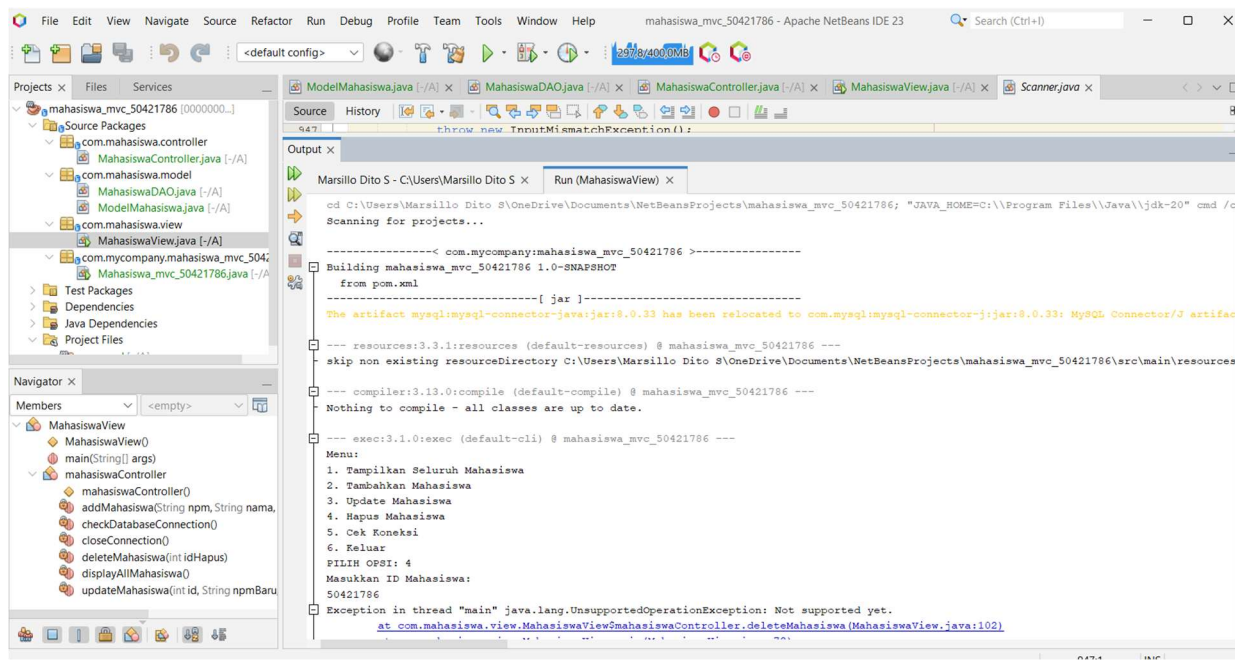 File Edit View Navigate Source Refactor Run Debug Profile Team Tools Window Help mahasiswa_mvc_50421786 - Apache NetBeans IDE 23 Search (Ctrl+I)
<default config> 297,8/400,0MB
Projects Files Services
mahasiswa_mvc_50421786 [0000000...]
Source Packages
com.mahasiswa.controller
MahasiswaController.java [-/A]
com.mahasiswa.model
MahasiswaDAO.java [-/A]
ModelMahasiswa.java [-/A]
com.mahasiswa.view
MahasiswaView.java [-/A]
com.mycompany.mahasiswa_mvc_5042
Mahasiswa_mvc_50421786.java [-/A
Test Packages
Dependencies
Java Dependencies
Project Files
Navigator
Members <empty>
MahasiswaView
MahasiswaView()
main(String[] args)
mahasiswaController
mahasiswaController()
addMahasiswa(String npm, String nama,
checkDatabaseConnection()
closeConnection()
deleteMahasiswa(int idHapus)
displayAllMahasiswa()
updateMahasiswa(int id, String npmBaru
ModelMahasiswa.java [-/A] MahasiswaDAO.java [-/A] MahasiswaController.java [-/A] MahasiswaView.java [-/A] Scanner.java
Source History
947 throw new InputMismatchException();
Output
Marsillo Dito S - C:\Users\Marsillo Dito S Run (MahasiswaView)
cd C:\Users\Marsillo Dito S\OneDrive\Documents\NetBeansProjects\mahasiswa_mvc_50421786; "JAVA_HOME=C:\\Program Files\\Java\\jdk-20" cmd /c
Scanning for projects...
----------------< com.mycompany:mahasiswa_mvc_50421786 >----------------
Building mahasiswa_mvc_50421786 1.0-SNAPSHOT
from pom.xml
--------------------------------[ jar ]---------------------------------
The artifact mysql:mysql-connector-java:jar:8.0.33 has been relocated to com.mysql:mysql-connector-j:jar:8.0.33: MySQL Connector/J artifac
--- resources:3.3.1:resources (default-resources) @ mahasiswa_mvc_50421786 ---
skip non existing resourceDirectory C:\Users\Marsillo Dito S\OneDrive\Documents\NetBeansProjects\mahasiswa_mvc_50421786\src\main\resources
--- compiler:3.13.0:compile (default-compile) @ mahasiswa_mvc_50421786 ---
Nothing to compile - all classes are up to date.
--- exec:3.1.0:exec (default-cli) @ mahasiswa_mvc_50421786 ---
Menu:
1. Tampilkan Seluruh Mahasiswa
2. Tambahkan Mahasiswa
3. Update Mahasiswa
4. Hapus Mahasiswa
5. Cek Koneksi
6. Keluar
PILIH OPSI: 4
Masukkan ID Mahasiswa:
50421786
Exception in thread "main" java.lang.UnsupportedOperationException: Not supported yet.
at com.mahasiswa.view.MahasiswaView$mahasiswaController.deleteMahasiswa(MahasiswaView.java:102)